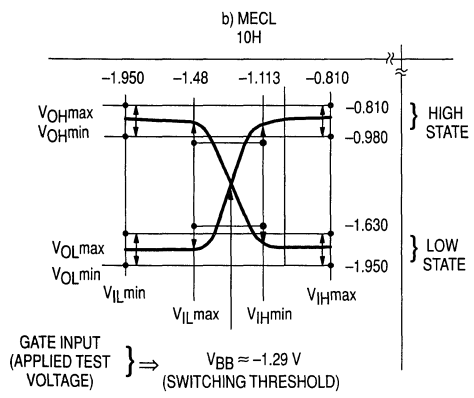 b) MECL
10H
−1.950 −1.48 −1.113 −0.810
VOHmax
VOHmin
−0.810
−0.980
} HIGH
STATE
−1.630
−1.950
} LOW
STATE
VOLmax
VOLmin
VILmin
VILmax
VIHmin
VIHmax
GATE INPUT
(APPLIED TEST
VOLTAGE)
} ⇒ VBB ≈ −1.29 V
(SWITCHING THRESHOLD)